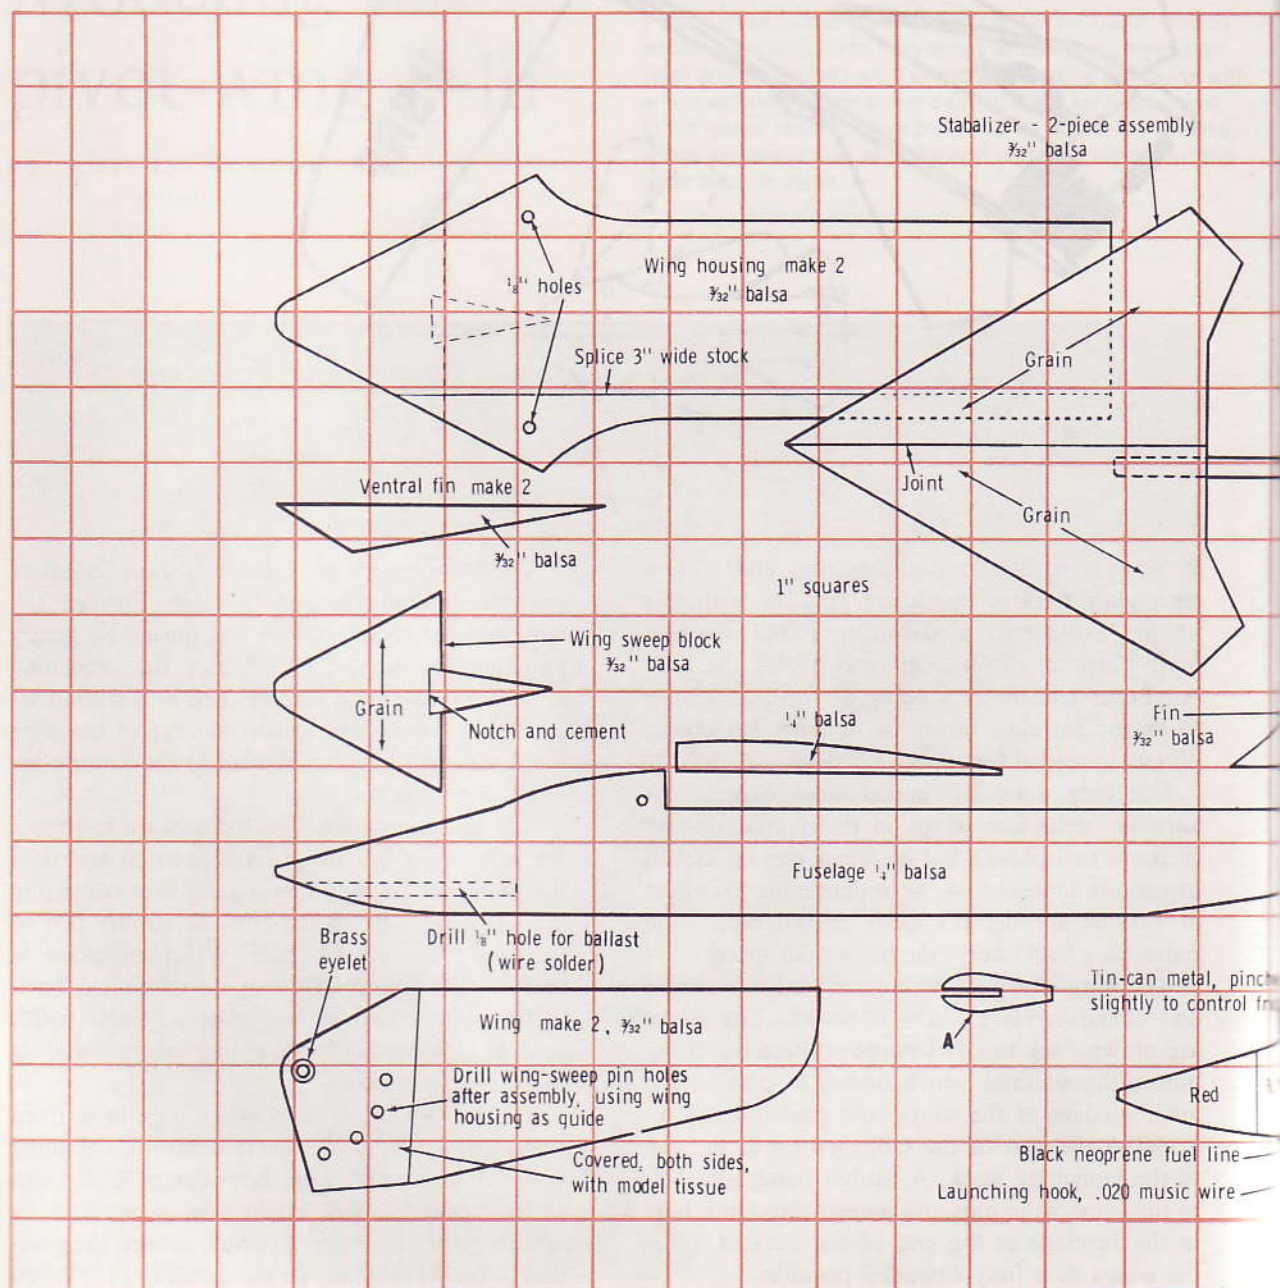 Stabalizer - 2-piece assembly
3/32" balsa
Wing housing make 2
3/32" balsa
1/8" holes
Splice 3" wide stock
Grain
Joint
Grain
Ventral fin make 2
3/32" balsa
1" squares
Wing sweep block
3/32" balsa
Grain
Notch and cement
1/4" balsa
Fin
3/32" balsa
Fuselage 1/4" balsa
Brass
eyelet
Drill 1/8" hole for ballast
(wire solder)
Wing make 2, 3/32" balsa
Tin-can metal, pinch
slightly to control
A
Drill wing-sweep pin holes
after assembly, using wing
housing as guide
Red
Covered, both sides,
with model tissue
Black neoprene fuel line
Launching hook, .020 music wire